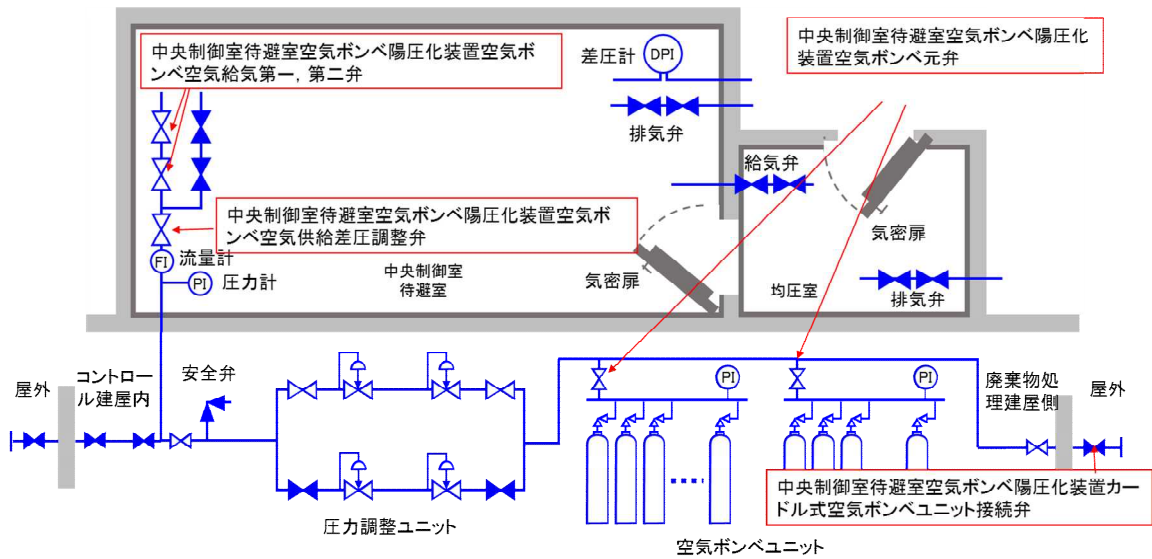 中央制御室待避室空気ボンベ陽圧化装置空気ボ
ンベ空気給気第一，第二弁
差圧計
DPI
排気弁
中央制御室待避室空気ボンベ陽圧化
装置空気ボンベ元弁
給気弁
気密扉
中央制御室待避室空気ボンベ陽圧化装置空気ボ
ンベ空気供給差圧調整弁
FI
流量計
PI
圧力計
中央制御室
待避室
気密扉
均圧室
排気弁
屋外
コントロー
ル建屋内
安全弁
PI
PI
廃棄物処
理建屋側
屋外
中央制御室待避室空気ボンベ陽圧化装置カー
ドル式空気ボンベユニット接続弁
圧力調整ユニット
空気ボンベユニット